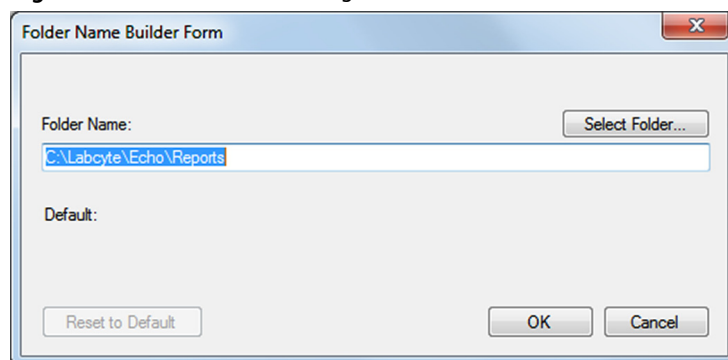 Folder Name Builder Form
Folder Name:
Select Folder...
C:\Labcyte\Echo\Reports
Default:
Reset to Default
OK
Cancel